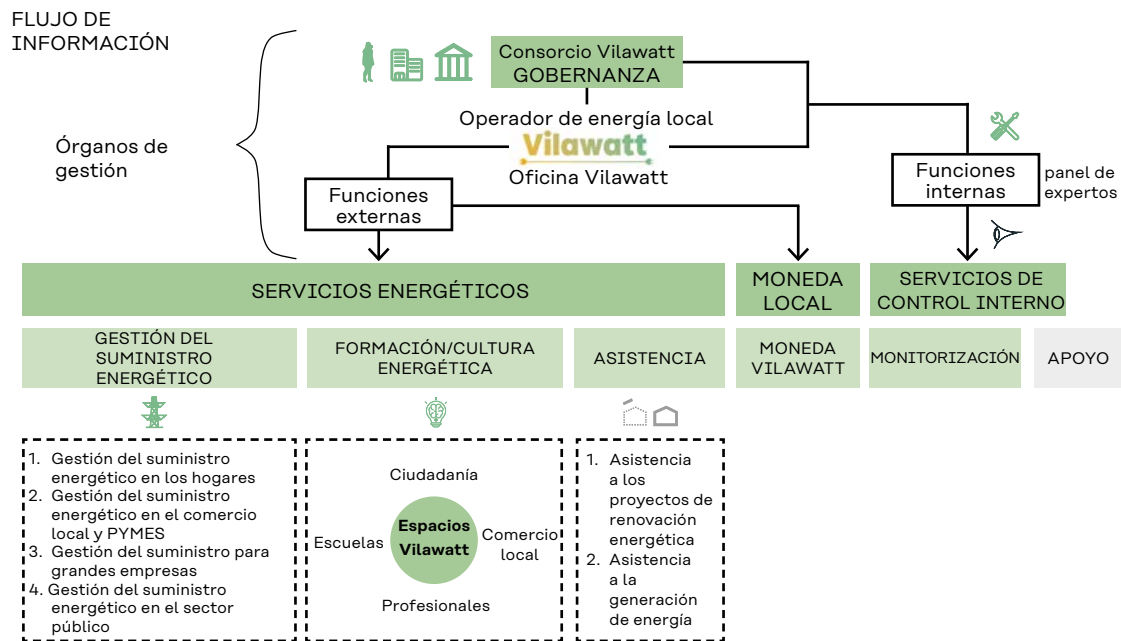 FLUJO DE
INFORMACIÓN
Consorcio Vilawatt
GOBERNANZA
Operador de energía local
Vilawatt
Oficina Vilawatt
Órganos de
gestión
Funciones
externas
Funciones
internas
panel de
expertos
SERVICIOS ENERGÉTICOS
MONEDA
LOCAL
SERVICIOS DE
CONTROL INTERNO
GESTIÓN DEL
SUMINISTRO
ENERGÉTICO
FORMACIÓN/CULTURA
ENERGÉTICA
ASISTENCIA
MONEDA
VILAWATT
MONITORIZACIÓN
APOYO
1. Gestión del suministro
energético en los hogares
2. Gestión del suministro
energético en el comercio
local y PYMES
3. Gestión del suministro para
grandes empresas
4. Gestión del suministro
energético en el sector
público
Ciudadanía
Escuelas
Espacios
Vilawatt
Comercio
local
Profesionales
1. Asistencia
a los
proyectos de
renovación
energética
2. Asistencia
a la
generación
de energía